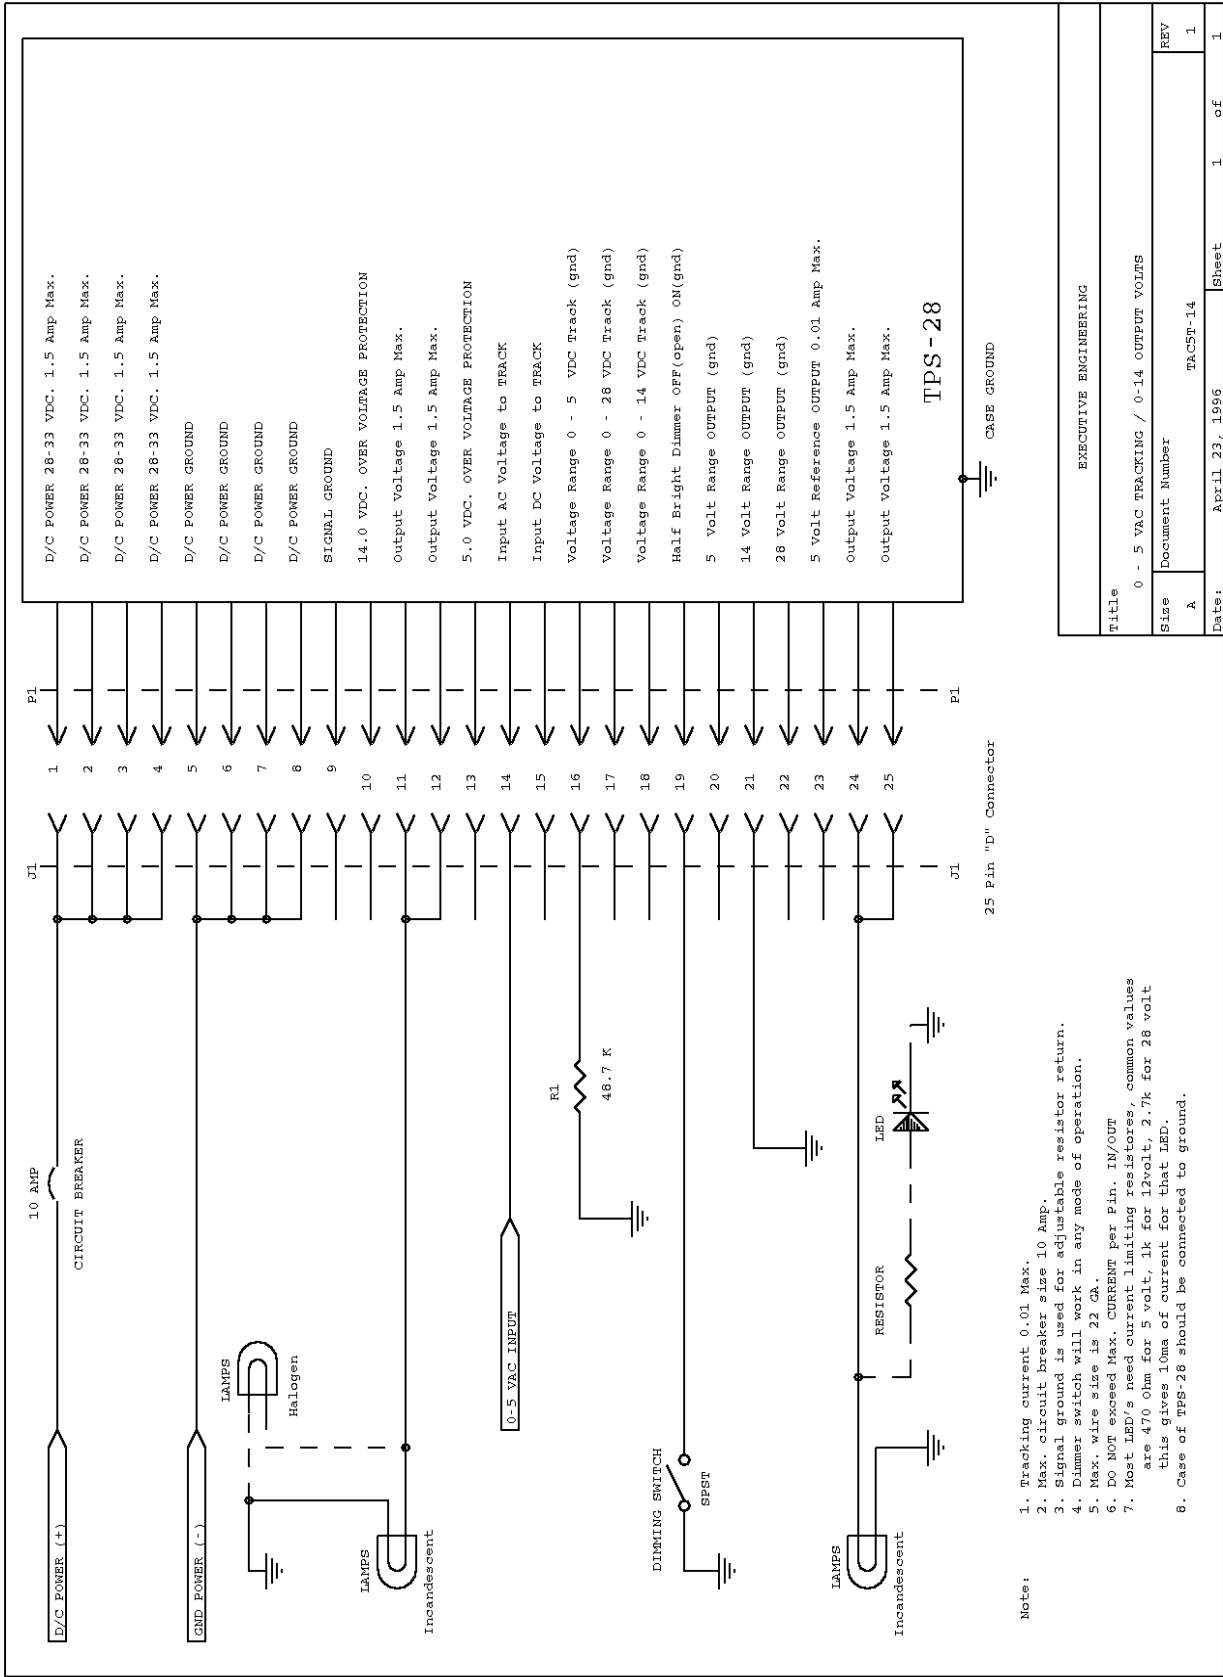 10 AMP
CIRCUIT BREAKER
D/C POWER (+)
GND POWER (-)
LAMPS
Halogen
LAMPS
Incandescent
0-5 VAC INPUT
R1
48.7 K
DIMMING SWITCH
SPST
LAMPS
Incandescent
RESISTOR
LED
J1
P1
1
2
3
4
5
6
7
8
9
10
11
12
13
14
15
16
17
18
19
20
21
22
23
24
25
J1
P1
25 Pin "D" Connector
D/C POWER 28-33 VDC. 1.5 Amp Max.
D/C POWER 28-33 VDC. 1.5 Amp Max.
D/C POWER 28-33 VDC. 1.5 Amp Max.
D/C POWER 28-33 VDC. 1.5 Amp Max.
D/C POWER GROUND
D/C POWER GROUND
D/C POWER GROUND
D/C POWER GROUND
SIGNAL GROUND
14.0 VDC. OVER VOLTAGE PROTECTION
Output Voltage 1.5 Amp Max.
Output Voltage 1.5 Amp Max.
5.0 VDC. OVER VOLTAGE PROTECTION
Input AC Voltage to TRACK
Input DC Voltage to TRACK
Voltage Range 0 - 5 VDC Track (gnd)
Voltage Range 0 - 28 VDC Track (gnd)
Voltage Range 0 - 14 VDC Track (gnd)
Half Bright Dimmer OFF(open) ON(gnd)
5 Volt Range OUTPUT (gnd)
14 Volt Range OUTPUT (gnd)
28 Volt Range OUTPUT (gnd)
5 Volt Reference OUTPUT 0.01 Amp Max.
Output Voltage 1.5 Amp Max.
Output Voltage 1.5 Amp Max.
TPS-28
CASE GROUND
Note:
1. Tracking current 0.01 Max.
2. Max. circuit breaker size 10 Amp.
3. Signal ground is used for adjustable resistor return.
4. Dimmer switch will work in any mode of operation.
5. Max. wire size is 22 GA.
6. DO NOT exceed Max. CURRENT per Pin. IN/OUT
7. Most LED's need current limiting resistores, common values
are 470 Ohm for 5 volt, 1k for 12volt, 2.7k for 28 volt
this gives 10ma of current for that LED.
8. Case of TPS-28 should be connected to ground.
EXECUTIVE ENGINEERING
Title
0 - 5 VAC TRACKING / 0-14 OUTPUT VOLTS
Size Document Number REV
A TAC5T-14 1
Date: April 23, 1996 Sheet 1 of 1